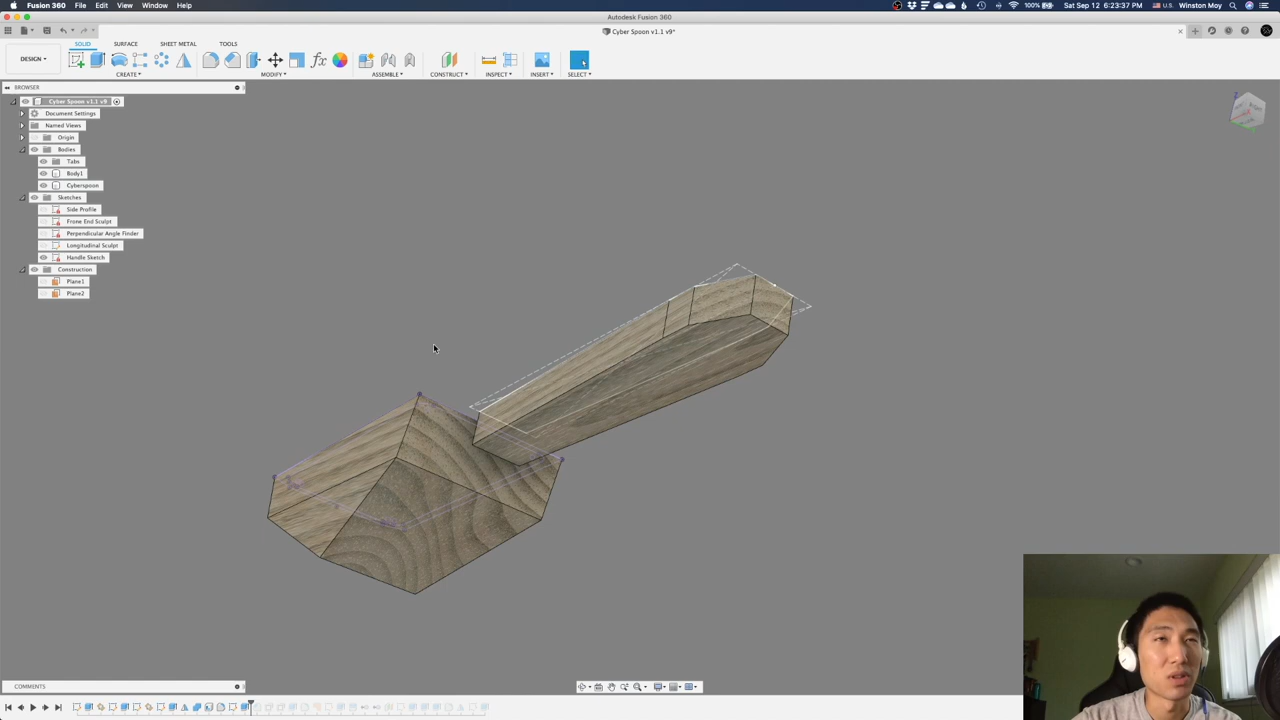 Fusion 360 File Edit View Window Help
100% Sat Sep 12 6:23:37 PM U.S. Winston Moy
Autodesk Fusion 360
Cyber Spoon v1.1 v9*
SOLID SURFACE SHEET METAL TOOLS
DESIGN
CREATE MODIFY ASSEMBLE CONSTRUCT INSPECT INSERT SELECT
BROWSER
Cyber Spoon v1.1 v9
Document Settings
Named Views
Origin
Bodies
Tabs
Body1
Cyberspoon
Sketches
Side Profile
Frone End Sculpt
Perpendicular Angle Finder
Longitudinal Sculpt
Handle Sketch
Construction
Plane1
Plane2
COMMENTS